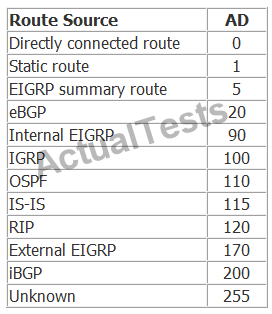 Route Source AD
Directly connected route 0
Static route 1
EIGRP summary route 5
eBGP 20
Internal EIGRP 90
IGRP 100
OSPF 110
IS-IS 115
RIP 120
External EIGRP 170
iBGP 200
Unknown 255
ActualTests